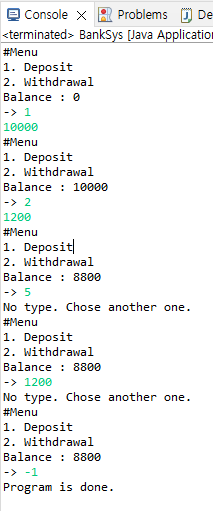 Console Problems De
<terminated> BankSys [Java Application
#Menu
1. Deposit
2. Withdrawal
Balance : 0
-> 1
10000
#Menu
1. Deposit
2. Withdrawal
Balance : 10000
-> 2
1200
#Menu
1. Deposit
2. Withdrawal
Balance : 8800
-> 5
No type. Chose another one.
#Menu
1. Deposit
2. Withdrawal
Balance : 8800
-> 1200
No type. Chose another one.
#Menu
1. Deposit
2. Withdrawal
Balance : 8800
-> -1
Program is done.